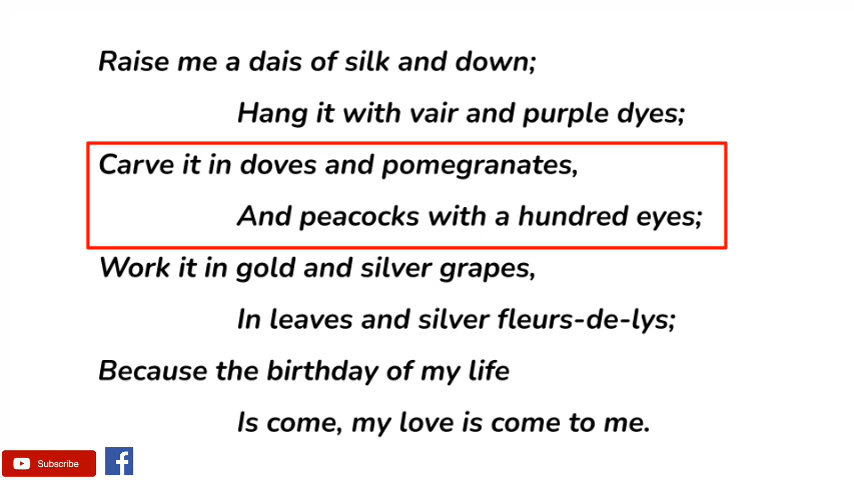 Raise me a dais of silk and down;
Hang it with vair and purple dyes;
Carve it in doves and pomegranates,
And peacocks with a hundred eyes;
Work it in gold and silver grapes,
In leaves and silver fleurs-de-lys;
Because the birthday of my life
Is come, my love is come to me.
Subscribe
f